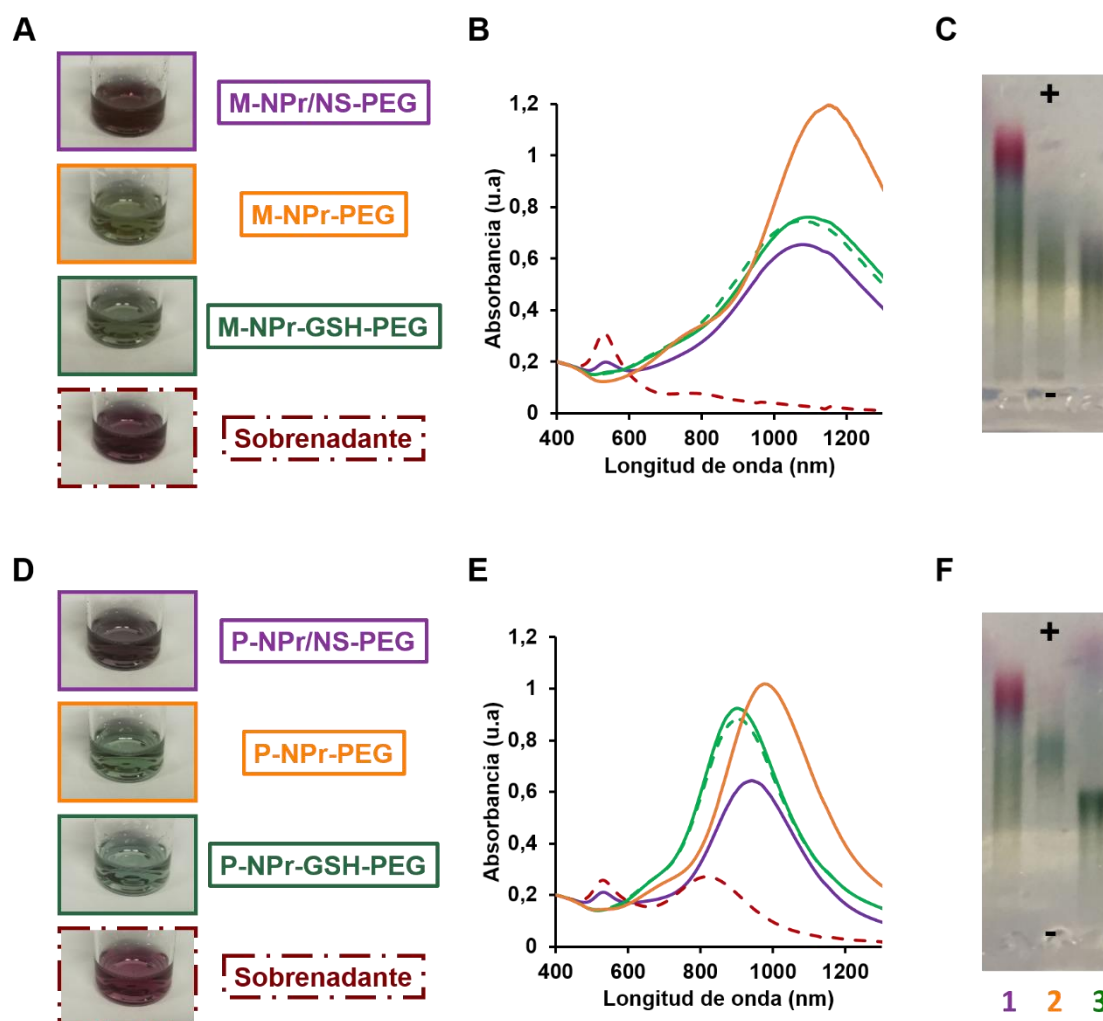 A
M-NPr/NS-PEG
M-NPr-PEG
M-NPr-GSH-PEG
Sobrenadante
B
1,2
1
0,8
0,6
0,4
0,2
0
Absorbancia (u.a)
400 600 800 1000 1200
Longitud de onda (nm)
C
+
-
D
P-NPr/NS-PEG
P-NPr-PEG
P-NPr-GSH-PEG
Sobrenadante
E
1,2
1
0,8
0,6
0,4
0,2
0
Absorbancia (u.a)
400 600 800 1000 1200
Longitud de onda (nm)
F
+
-
1 2 3